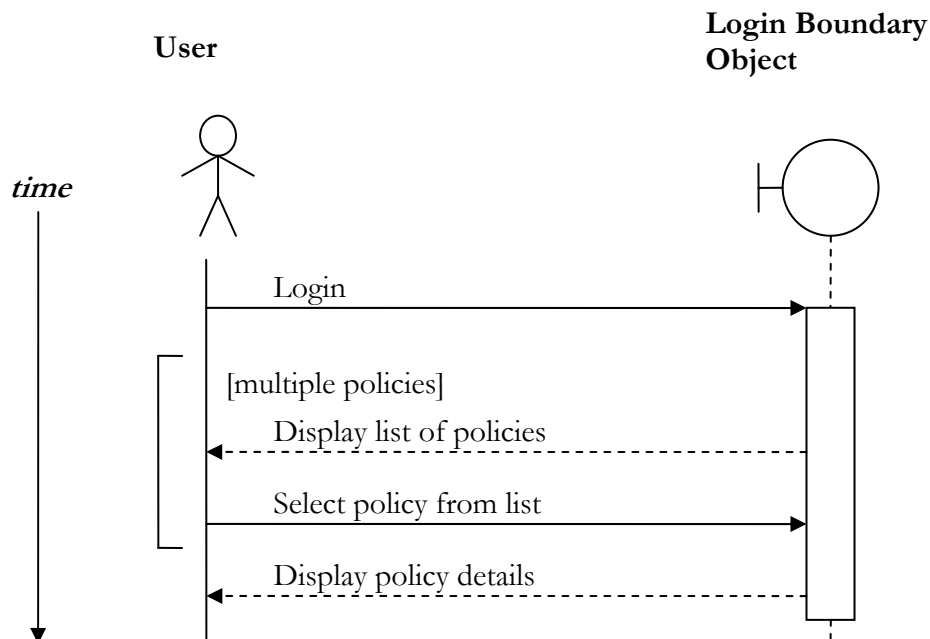 User
Login Boundary
Object
time
Login
[multiple policies]
Display list of policies
Select policy from list
Display policy details